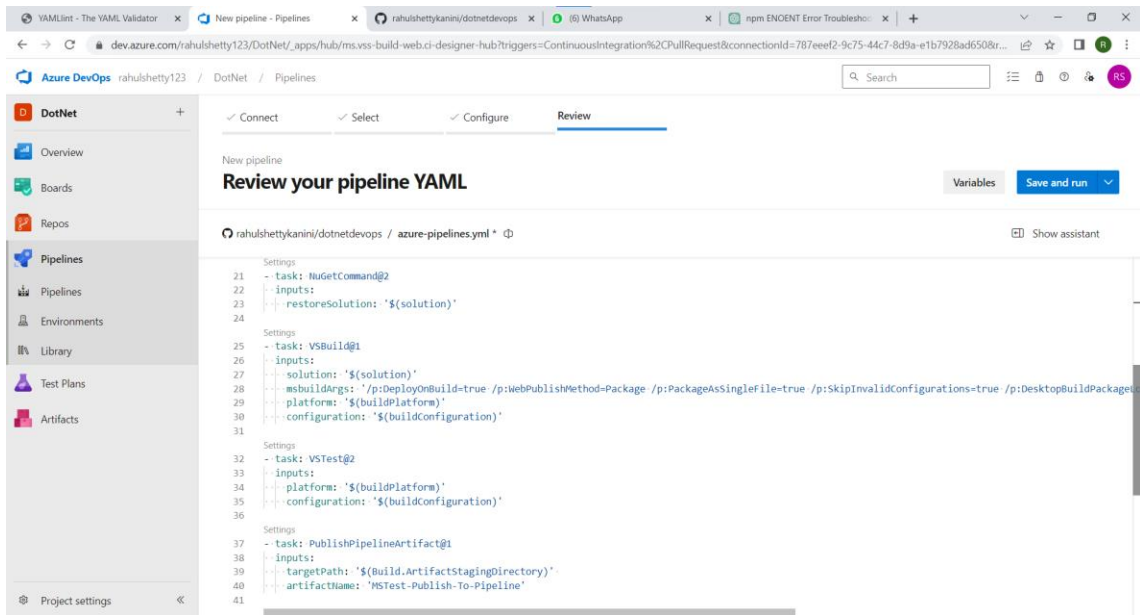 YAMLlint - The YAML Validator
New pipeline - Pipelines
rahulshettykanini/dotnetdevops
(6) WhatsApp
npm ENOENT Error Troubleshoo
dev.azure.com/rahulshetty123/DotNet/_apps/hub/ms.vss-build-web.ci-designer-hub?triggers=ContinuousIntegration%2CPullRequest&connectionId=787eeef2-9c75-44c7-8d9a-e1b7928ad6508r...
R
Azure DevOps rahulshetty123 / DotNet / Pipelines
Search
RS
D DotNet
Connect
Select
Configure
Review
Overview
Boards
Repos
Pipelines
Pipelines
Environments
Library
Test Plans
Artifacts
Project settings
New pipeline
Review your pipeline YAML
Variables
Save and run
rahulshettykanini/dotnetdevops / azure-pipelines.yml *
Show assistant
Settings
21 - task: NuGetCommand@2
22 inputs:
23 restoreSolution: '$(solution)'
24
Settings
25 - task: VSBuild@1
26 inputs:
27 solution: '$(solution)'
28 msbuildArgs: '/p:DeployOnBuild=true /p:WebPublishMethod=Package /p:PackageAsSingleFile=true /p:SkipInvalidConfigurations=true /p:DesktopBuildPackageLo
29 platform: '$(buildPlatform)'
30 configuration: '$(buildConfiguration)'
31
Settings
32 - task: VSTest@2
33 inputs:
34 platform: '$(buildPlatform)'
35 configuration: '$(buildConfiguration)'
36
Settings
37 - task: PublishPipelineArtifact@1
38 inputs:
39 targetPath: '$(Build.ArtifactStagingDirectory)'
40 artifactName: 'MSTest-Publish-To-Pipeline'
41